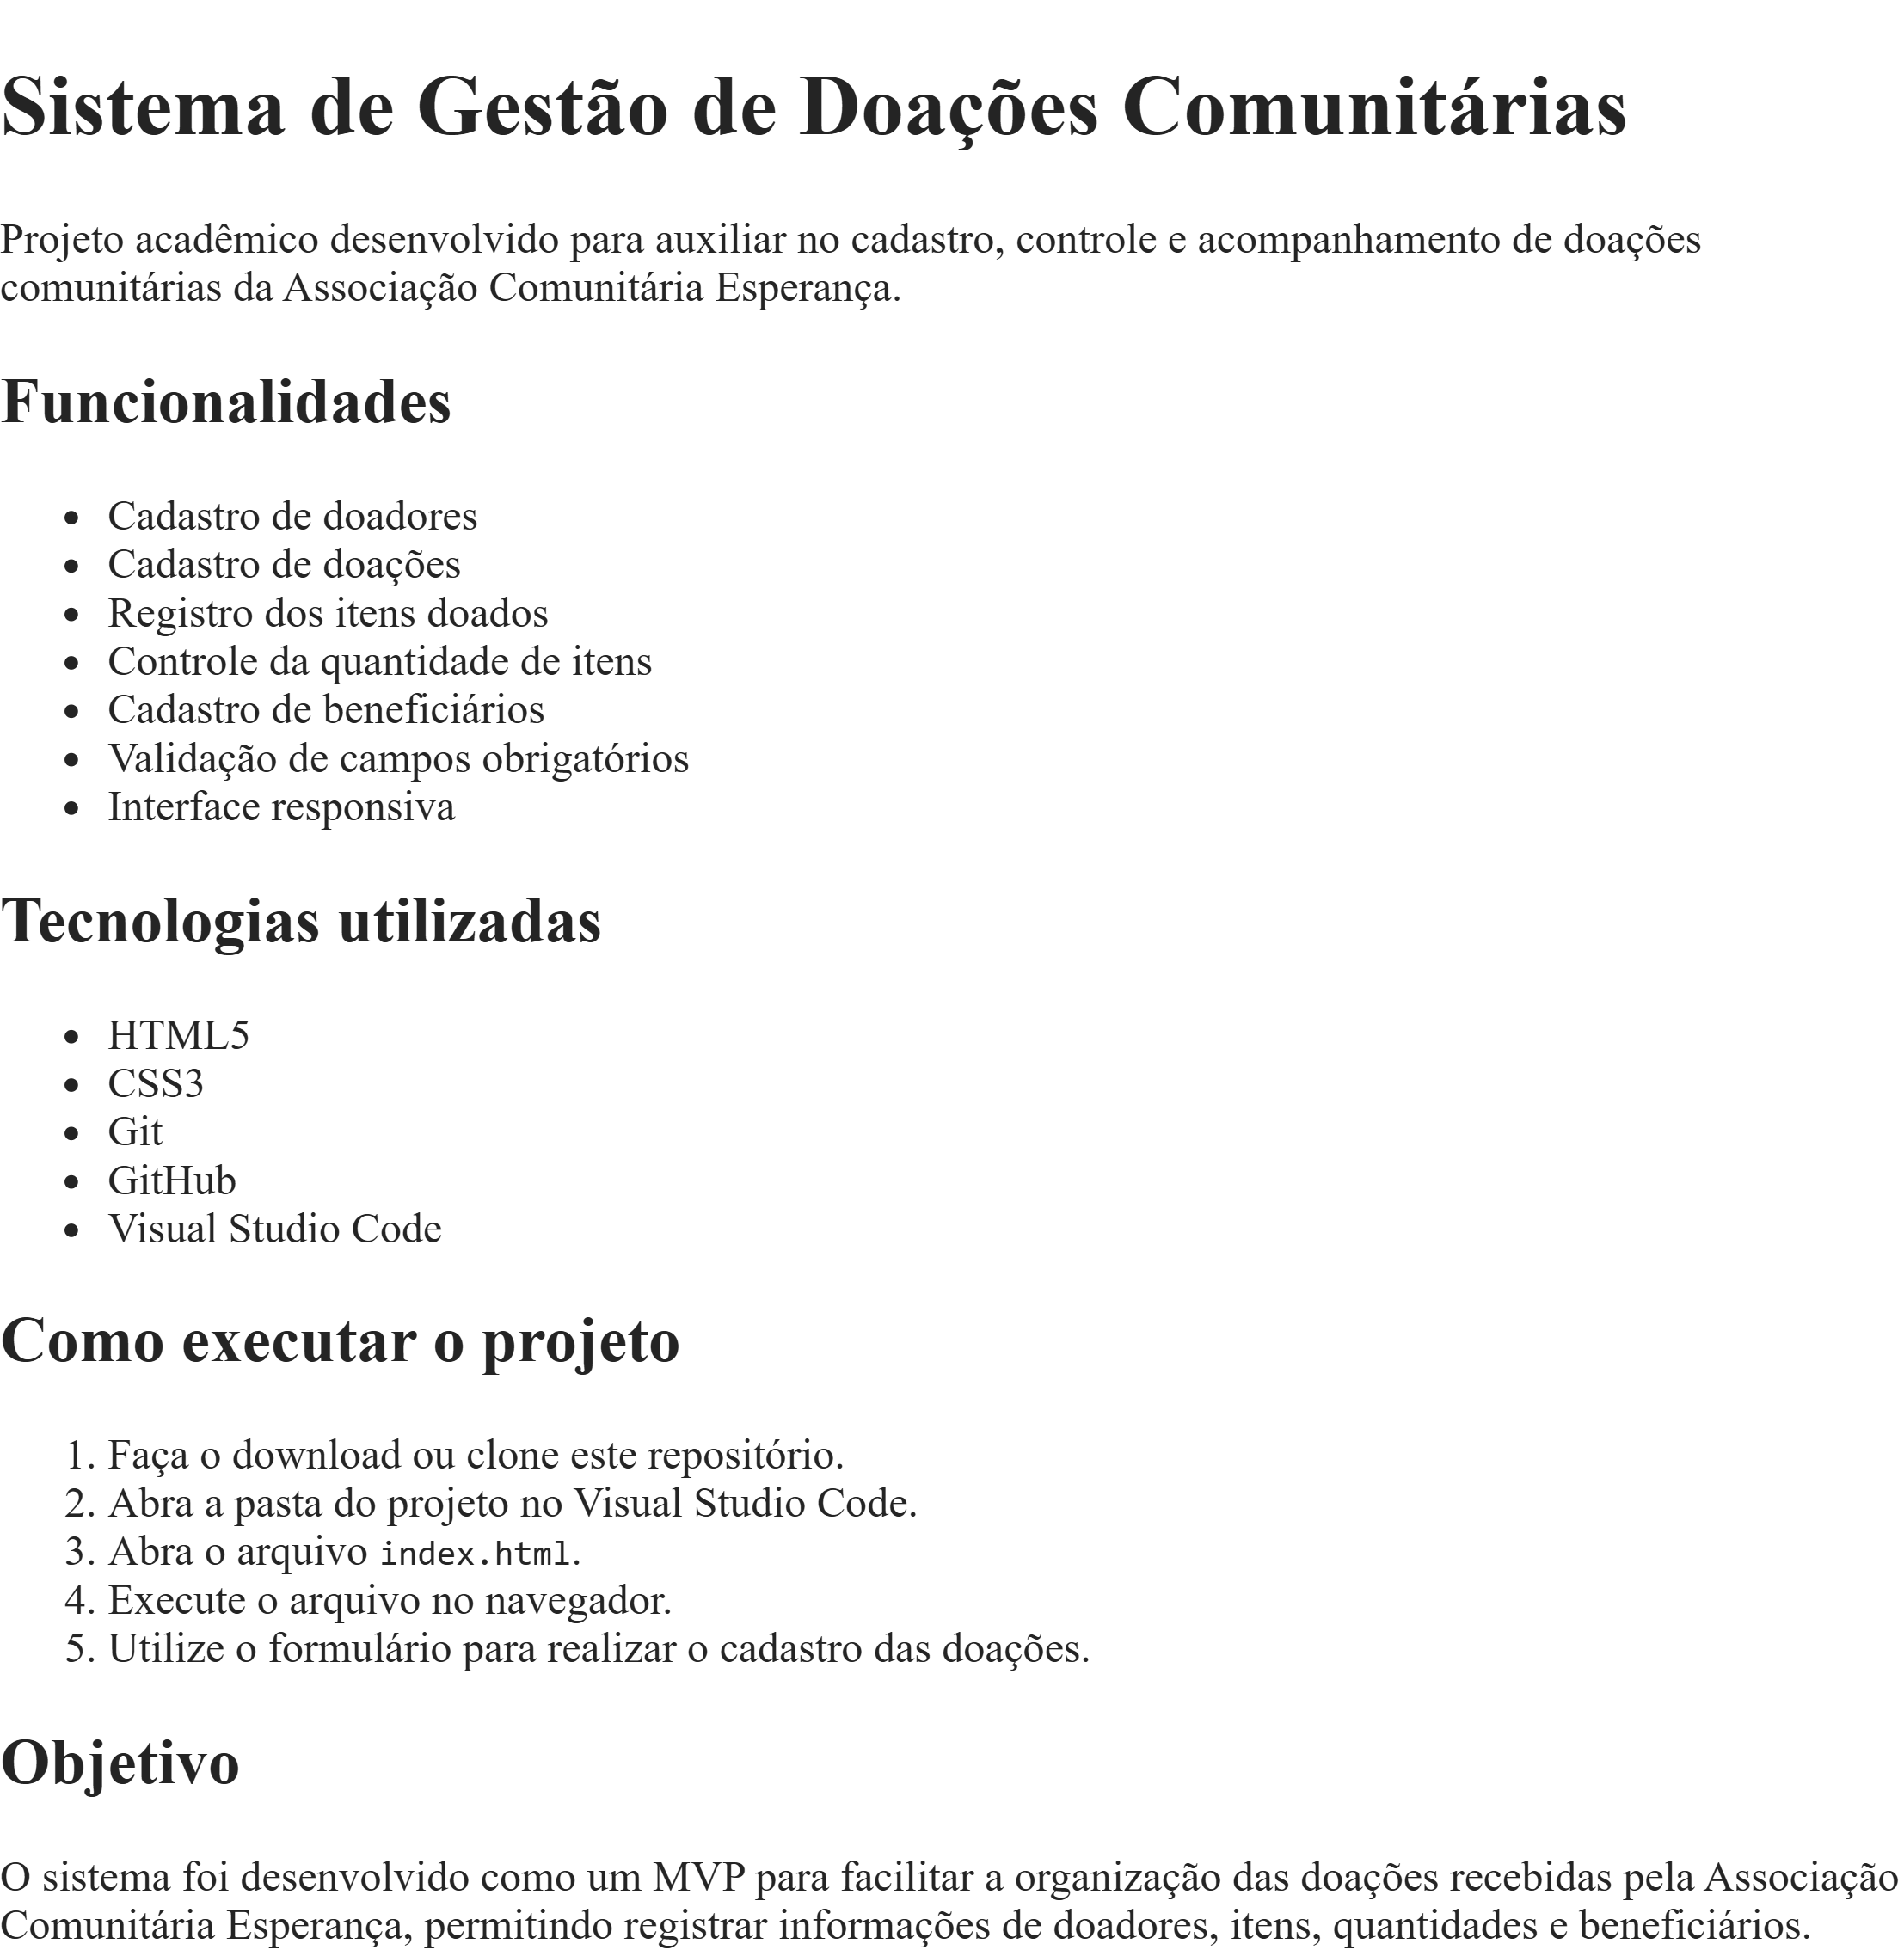 Sistema de Gestão de Doações Comunitárias
Projeto acadêmico desenvolvido para auxiliar no cadastro, controle e acompanhamento de doações
comunitárias da Associação Comunitária Esperança.
Funcionalidades
• Cadastro de doadores
• Cadastro de doações
• Registro dos itens doados
• Controle da quantidade de itens
• Cadastro de beneficiários
• Validação de campos obrigatórios
• Interface responsiva
Tecnologias utilizadas
• HTML5
• CSS3
• Git
• GitHub
• Visual Studio Code
Como executar o projeto
1. Faça o download ou clone este repositório.
2. Abra a pasta do projeto no Visual Studio Code.
3. Abra o arquivo index.html.
4. Execute o arquivo no navegador.
5. Utilize o formulário para realizar o cadastro das doações.
Objetivo
O sistema foi desenvolvido como um MVP para facilitar a organização das doações recebidas pela Associação
Comunitária Esperança, permitindo registrar informações de doadores, itens, quantidades e beneficiários.